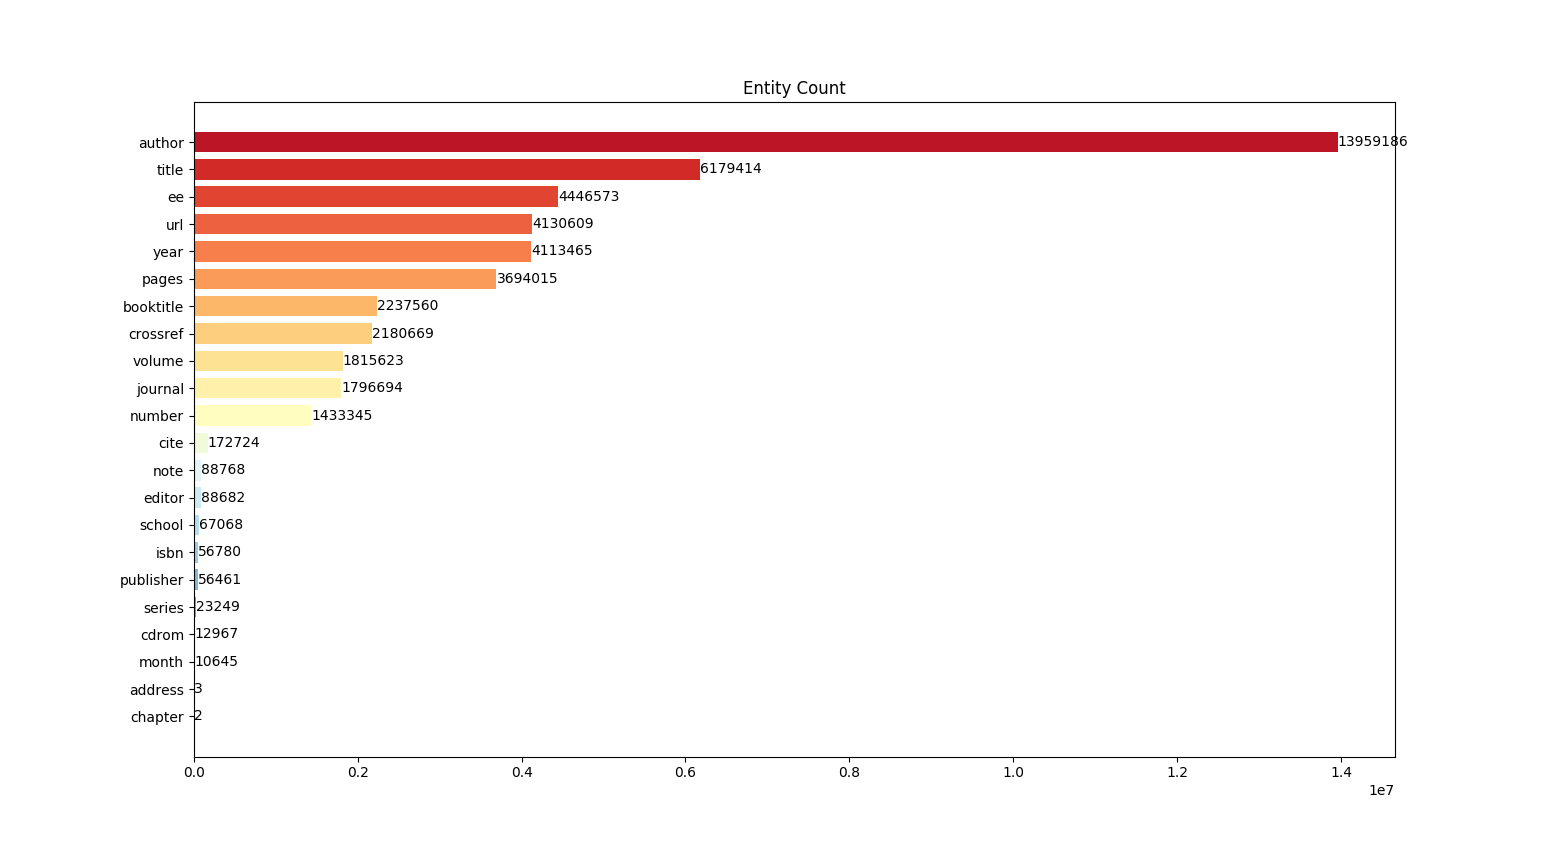 Entity Count
author 13959186
title 6179414
ee 4446573
url 4130609
year 4113465
pages 3694015
booktitle 2237560
crossref 2180669
volume 1815623
journal 1796694
number 1433345
cite 172724
note 88768
editor 88682
school 67068
isbn 56780
publisher 56461
series 23249
cdrom 12967
month 10645
address 3
chapter 2
0.0 0.2 0.4 0.6 0.8 1.0 1.2 1.4
1e7